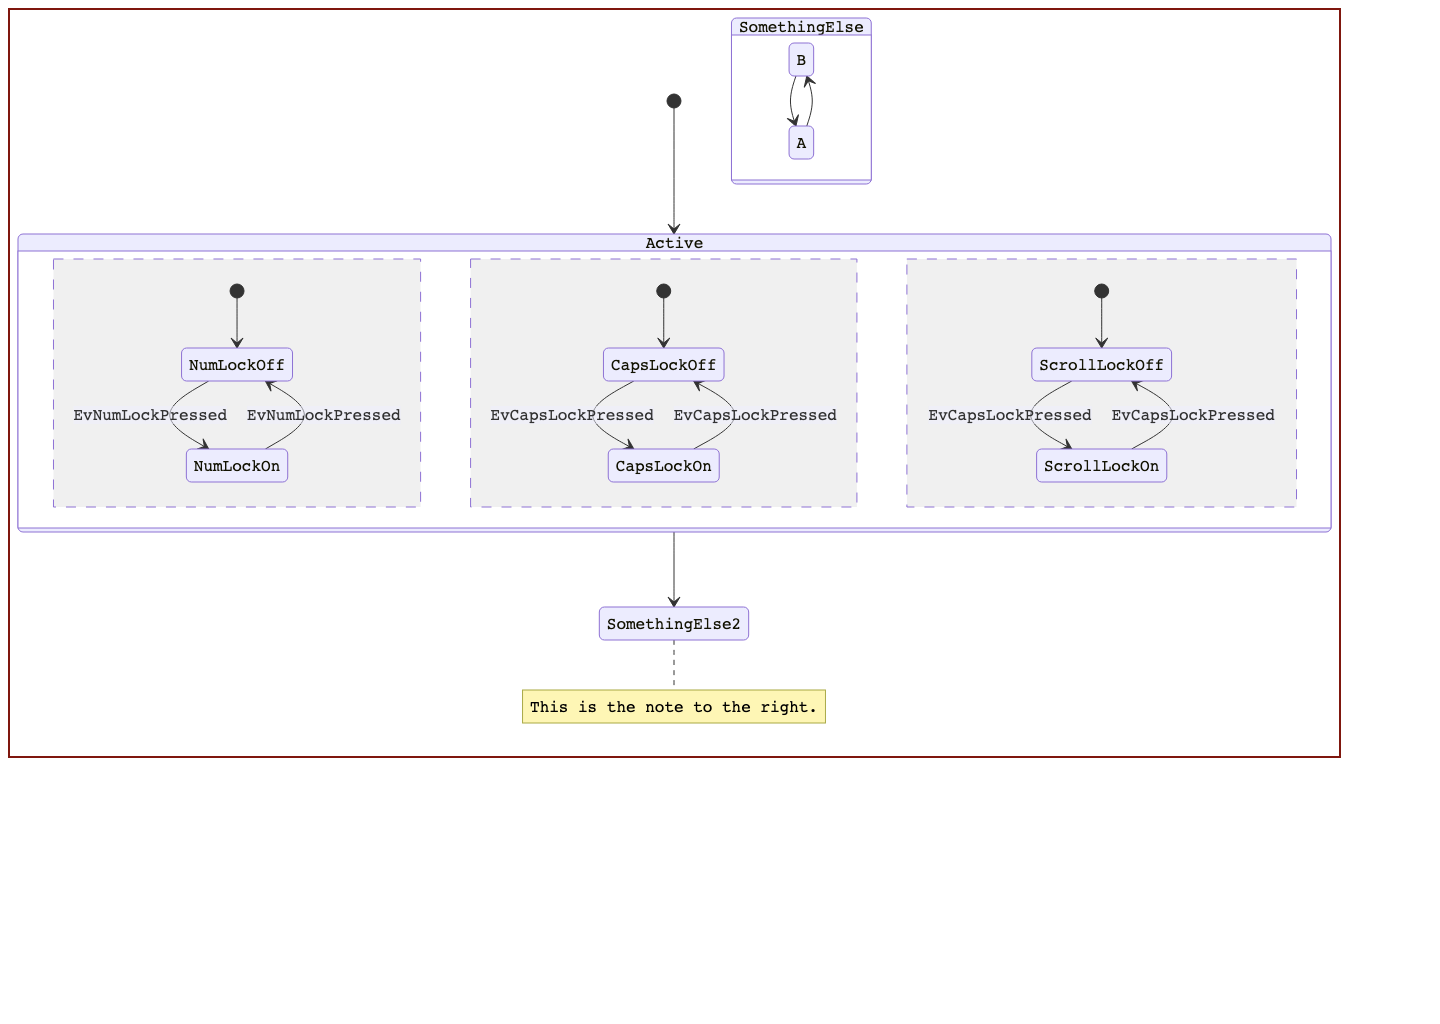 SomethingElse
B
A
Active
NumLockOff
EvNumLockPressed
EvNumLockPressed
NumLockOn
CapsLockOff
EvCapsLockPressed
EvCapsLockPressed
CapsLockOn
ScrollLockOff
EvCapsLockPressed
EvCapsLockPressed
ScrollLockOn
SomethingElse2
This is the note to the right.